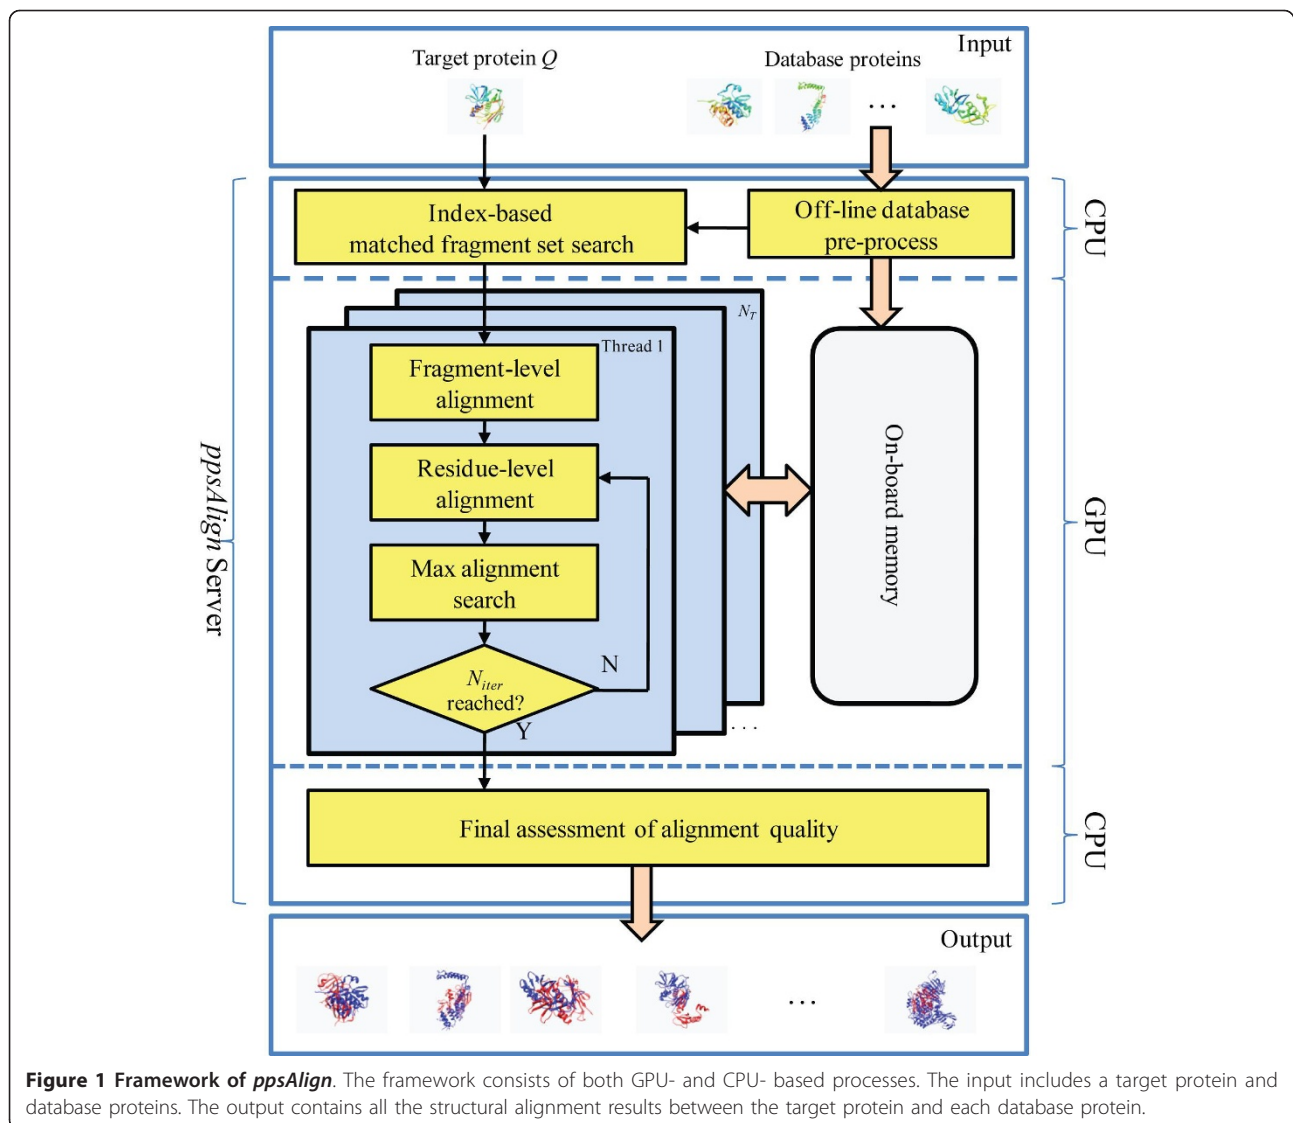 Input
Target protein Q
Database proteins
...
Index-based
matched fragment set search
Off-line database
pre-process
CPU
N_T
Thread 1
Fragment-level
alignment
Residue-level
alignment
Max alignment
search
N_iter
reached?
N
Y
...
On-board memory
GPU
ppsAlign Server
Final assessment of alignment quality
CPU
Output
...
Figure 1 Framework of ppsAlign. The framework consists of both GPU- and CPU- based processes. The input includes a target protein and
database proteins. The output contains all the structural alignment results between the target protein and each database protein.